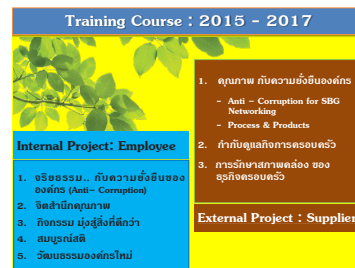 Training Course : 2015 - 2017
Internal Project: Employee
1. จริยธรรม.. กับความยั่งยืนของ
องค์กร (Anti- Corruption)
2. จิตสำนึกคุณภาพ
3. กิจกรรม มุ่งสู่สิ่งที่ดีกว่า
4. สมบูรณ์สติ
5. วัฒนธรรมองค์กรใหม่
1. คุณภาพ กับความยั่งยืนองค์กร
- Anti - Corruption for SBG
Networking
- Process & Products
2. กำกับดูแลกิจการครอบครัว
3. การรักษาสภาพคล่อง ของ
ธุรกิจครอบครัว
External Project : Supplier